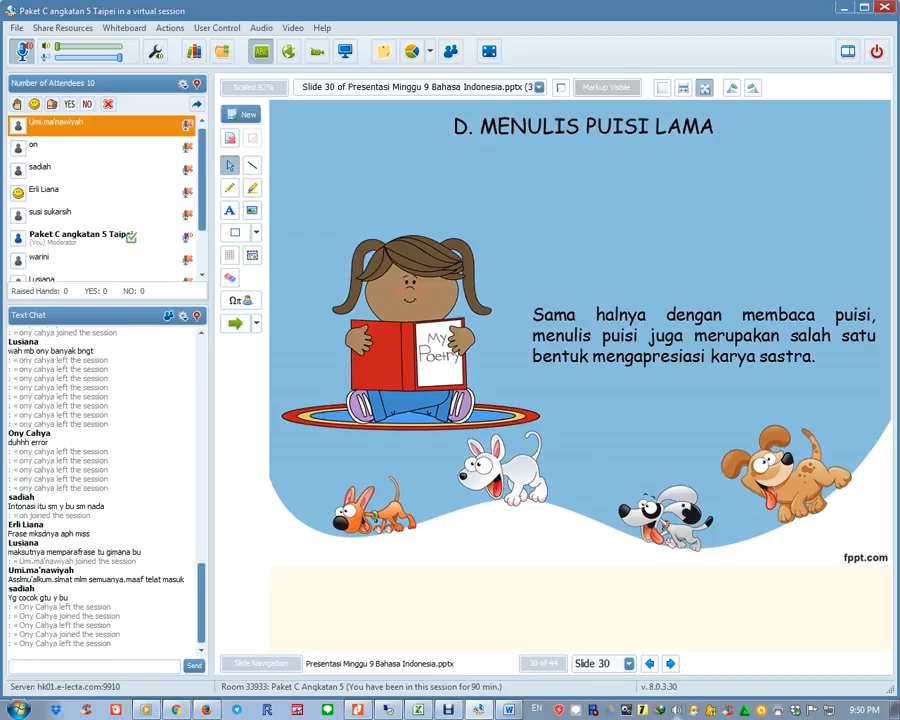 Paket C angkatan 5 Taipei in a virtual session
File Share Resources Whiteboard Actions User Control Audio Video Help
Number of Attendees 10
YES NO
Umi.ma'nawiyah
on
sadiah
Erli Liana
susi sukarsih
Paket C angkatan 5 Taipe
(You) Moderator
warini
Lusiana
Raised Hands: 0 YES: 0 NO: 0
Text Chat
: » ony cahya joined the session
Lusiana
wah mb ony banyak bngt
: « ony cahya left the session
: « ony cahya left the session
: « ony cahya left the session
: « ony cahya left the session
: « ony cahya left the session
: « ony cahya left the session
: « ony cahya left the session
: « ony cahya left the session
Ony Cahya
duhhh error
: « ony cahya left the session
: « ony cahya left the session
: « ony cahya left the session
: « ony cahya left the session
: « ony cahya left the session
sadiah
Intonasi itu sm y bu sm nada
: » on joined the session
Erli Liana
Frase mksdnya aph miss
Lusiana
maksutnya memparafrase tu gimana bu
: » Umi.ma'nawiyah joined the session
Umi.ma'nawiyah
Asslmu'alkum.slmat mlm semuanya.maaf telat masuk
sadiah
Yg cocok gtu y bu
: « Ony Cahya left the session
: » Ony Cahya joined the session
: « Ony Cahya left the session
: » Ony Cahya joined the session
: « Ony Cahya left the session
Send
Scaled 92%
Slide 30 of Presentasi Minggu 9 Bahasa Indonesia.pptx (3
Markup Visible
New
A
Ωπ
D. MENULIS PUISI LAMA
My
Poetry
Sama halnya dengan membaca puisi,
menulis puisi juga merupakan salah satu
bentuk mengapresiasi karya sastra.
fppt.com
Slide Navigation
Presentasi Minggu 9 Bahasa Indonesia.pptx
30 of 44
Slide 30
Server: hk01.e-lecta.com:9910
Room 33933: Paket C Angkatan 5 (You have been in this session for 90 min.)
v. 8.0.3.30
EN
9:50 PM